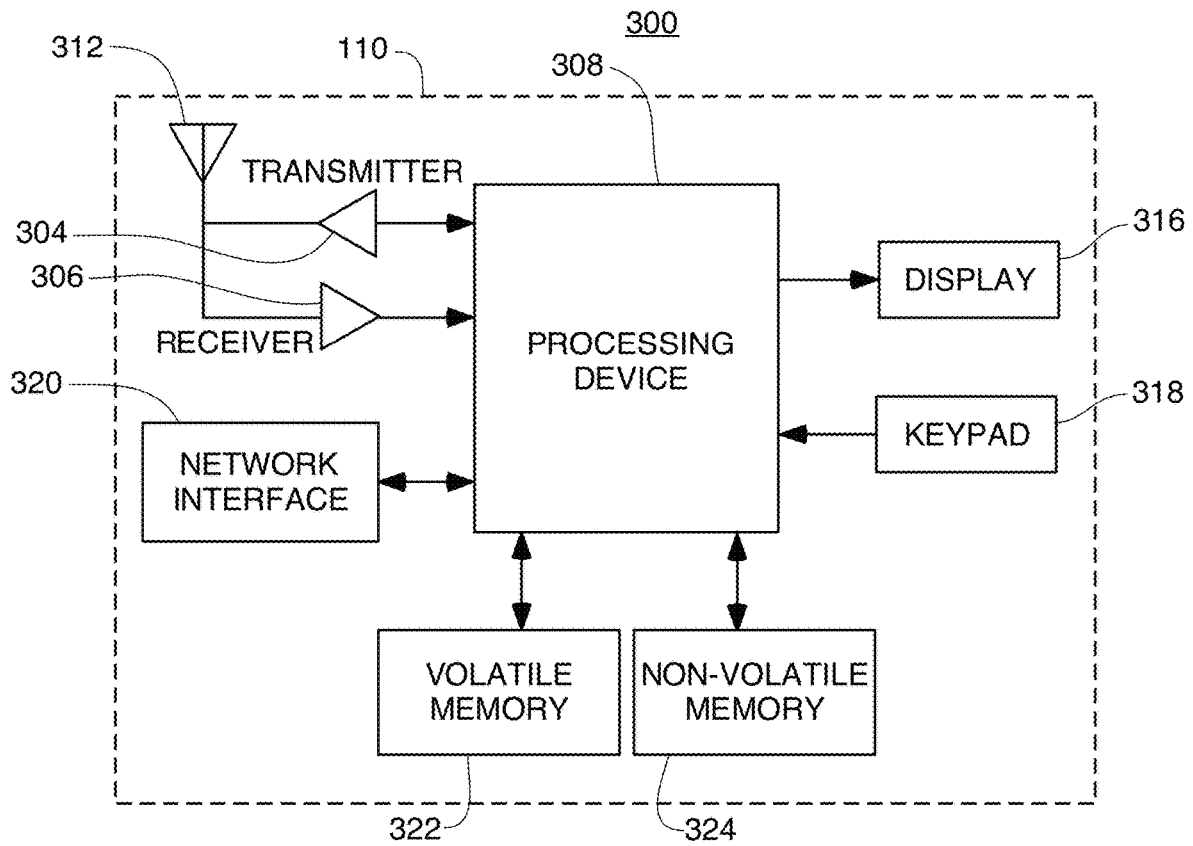 300
312
110
308
TRANSMITTER
304
306
RECEIVER
316
DISPLAY
PROCESSING
DEVICE
320
318
KEYPAD
NETWORK
INTERFACE
VOLATILE
MEMORY
NON-VOLATILE
MEMORY
322
324